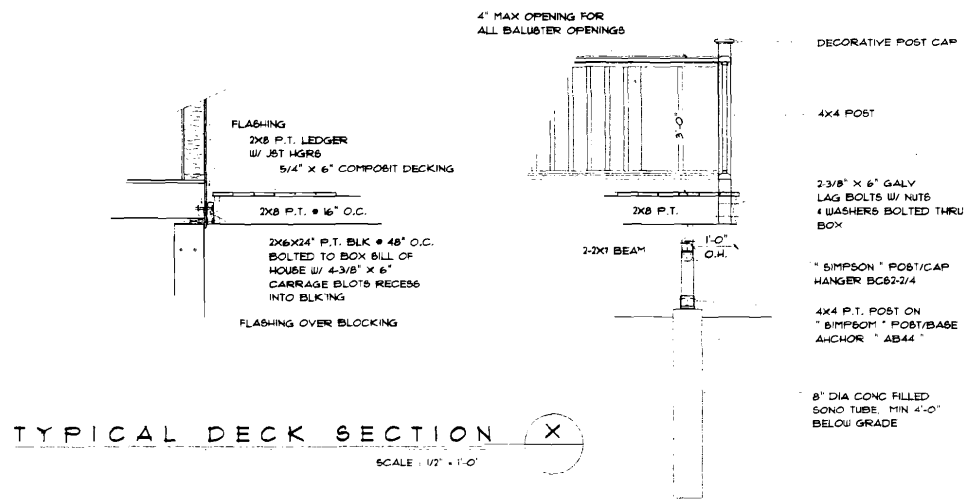 4" MAX OPENING FOR
ALL BALUSTER OPENINGS
DECORATIVE POST CAP
FLASHING
2X8 P.T. LEDGER
W/ JST HGRS
5/4" X 6" COMPOSIT DECKING
4X4 POST
3'-0"
2X8 P.T. @ 16" O.C.
2X8 P.T.
2-3/8" X 6" GALV
LAG BOLTS W/ NUTS
& WASHERS BOLTED THRU
BOX
2X6X24" P.T. BLK @ 48" O.C.
BOLTED TO BOX SILL OF
HOUSE W/ 4-3/8" X 6"
CARRAGE BLOTS RECESS
INTO BLK'ING
2-2X7 BEAM
1'-0"
O.H.
" SIMPSON " POST/CAP
HANGER BCS2-2/4
FLASHING OVER BLOCKING
4X4 P.T. POST ON
" SIMPSOM " POST/BASE
AHCHOR " AB44 "
8" DIA CONC FILLED
SONO TUBE, MIN 4'-0"
BELOW GRADE
TYPICAL DECK SECTION X
SCALE : 1/2" = 1'-0"